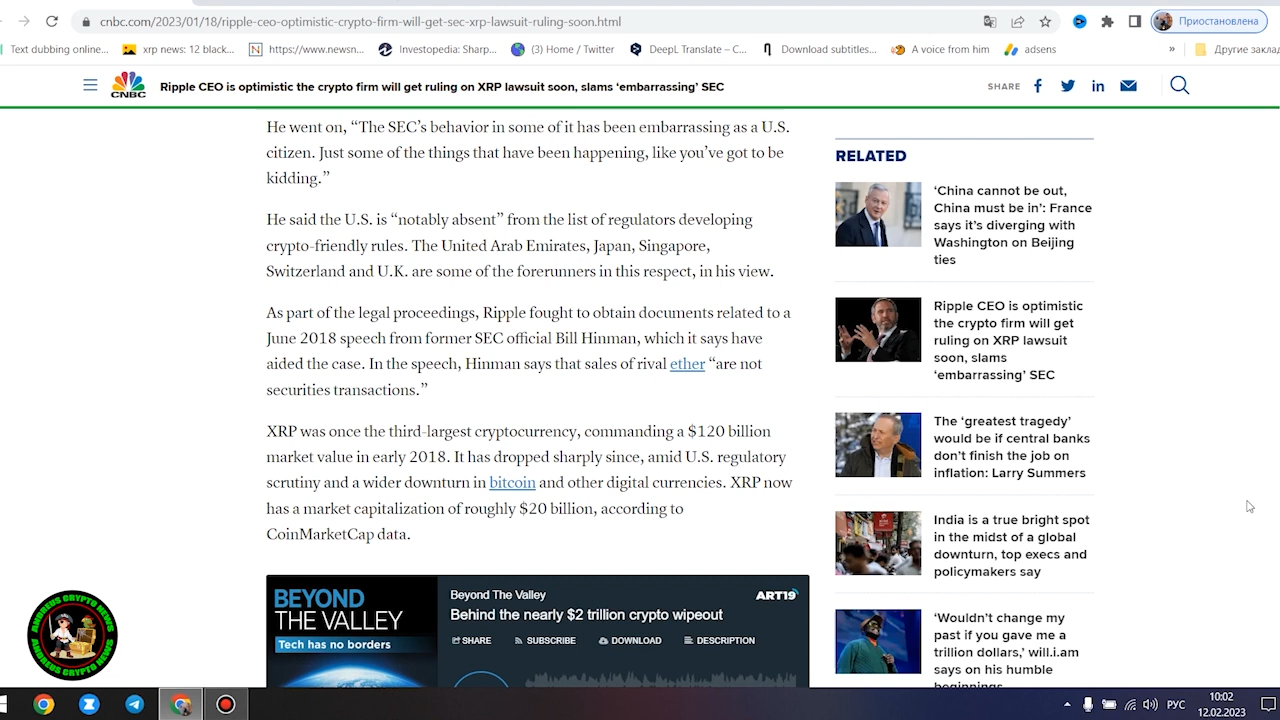 cnbc.com/2023/01/18/ripple-ceo-optimistic-crypto-firm-will-get-sec-xrp-lawsuit-ruling-soon.html
Приостановлена
Text dubbing online...
xrp news: 12 black...
https://www.newsn...
Investopedia: Sharp...
(3) Home / Twitter
DeepL Translate – C...
Download subtitles...
A voice from him
adsens
»
Другие заклад
CNBC
Ripple CEO is optimistic the crypto firm will get ruling on XRP lawsuit soon, slams ‘embarrassing’ SEC
SHARE
He went on, “The SEC’s behavior in some of it has been embarrassing as a U.S.
citizen. Just some of the things that have been happening, like you’ve got to be
kidding.”
He said the U.S. is “notably absent” from the list of regulators developing
crypto-friendly rules. The United Arab Emirates, Japan, Singapore,
Switzerland and U.K. are some of the forerunners in this respect, in his view.
As part of the legal proceedings, Ripple fought to obtain documents related to a
June 2018 speech from former SEC official Bill Hinman, which it says have
aided the case. In the speech, Hinman says that sales of rival ether “are not
securities transactions.”
XRP was once the third-largest cryptocurrency, commanding a $120 billion
market value in early 2018. It has dropped sharply since, amid U.S. regulatory
scrutiny and a wider downturn in bitcoin and other digital currencies. XRP now
has a market capitalization of roughly $20 billion, according to
CoinMarketCap data.
BEYOND
THE VALLEY
Tech has no borders
Beyond The Valley
Behind the nearly $2 trillion crypto wipeout
ART19
SHARE
SUBSCRIBE
DOWNLOAD
DESCRIPTION
RELATED
‘China cannot be out,
China must be in’: France
says it’s diverging with
Washington on Beijing
ties
Ripple CEO is optimistic
the crypto firm will get
ruling on XRP lawsuit
soon, slams
‘embarrassing’ SEC
The ‘greatest tragedy’
would be if central banks
don’t finish the job on
inflation: Larry Summers
India is a true bright spot
in the midst of a global
downturn, top execs and
policymakers say
‘Wouldn’t change my
past if you gave me a
trillion dollars,’ will.i.am
says on his humble
beginnings
ANDREUS CRYPTO NEWS
ANDREUS CRYPTO NEWS
РУС
10:02
12.02.2023